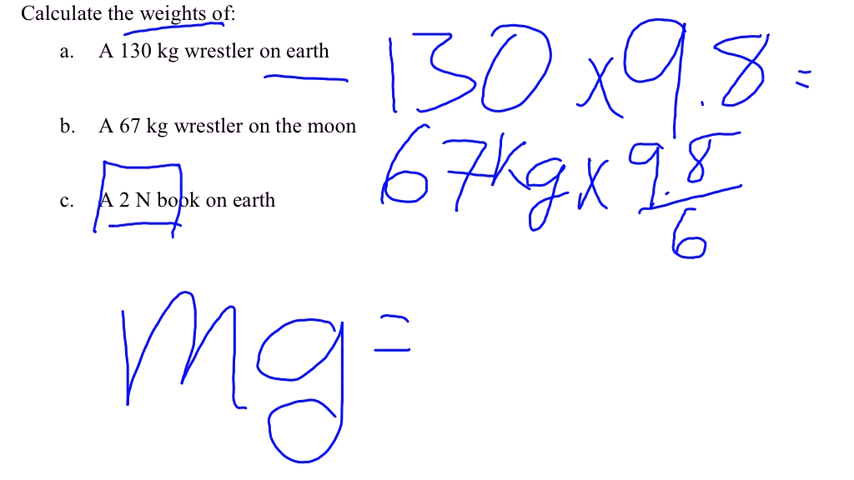 Calculate the weights of:
a. A 130 kg wrestler on earth
130 x 9.8 =
b. A 67 kg wrestler on the moon
67kg x 9.8
6
c. A 2 N book on earth
mg =